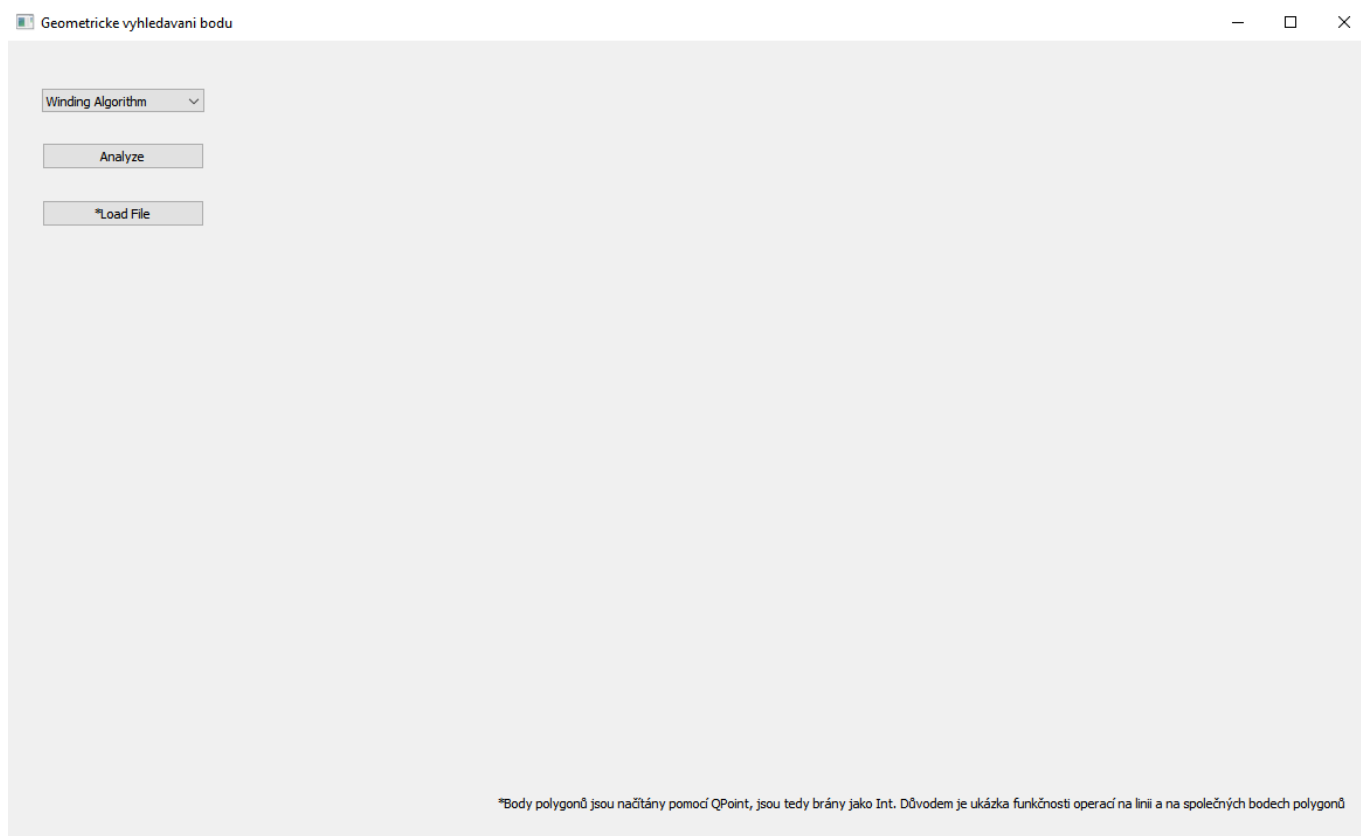 Geometricke vyhledavani bodu
Winding Algorithm
Analyze
*Load File
*Body polygonů jsou načítány pomocí QPoint, jsou tedy brány jako Int. Důvodem je ukázka funkčnosti operací na linii a na společných bodech polygonů